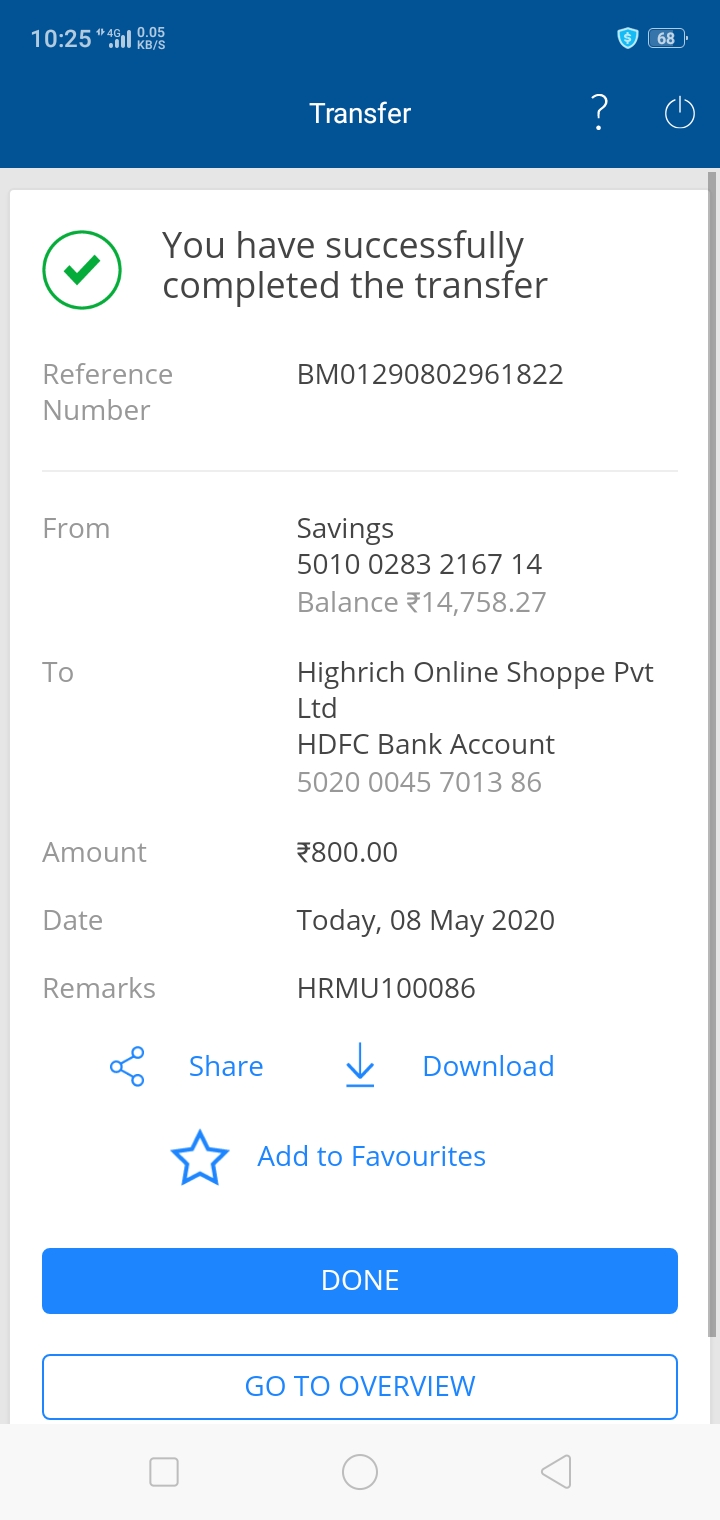 10:25 4G 0.05 KB/S 68
Transfer ?
You have successfully
completed the transfer
Reference Number BM01290802961822
From Savings
5010 0283 2167 14
Balance ₹14,758.27
To Highrich Online Shoppe Pvt
Ltd
HDFC Bank Account
5020 0045 7013 86
Amount ₹800.00
Date Today, 08 May 2020
Remarks HRMU100086
Share Download
Add to Favourites
DONE
GO TO OVERVIEW